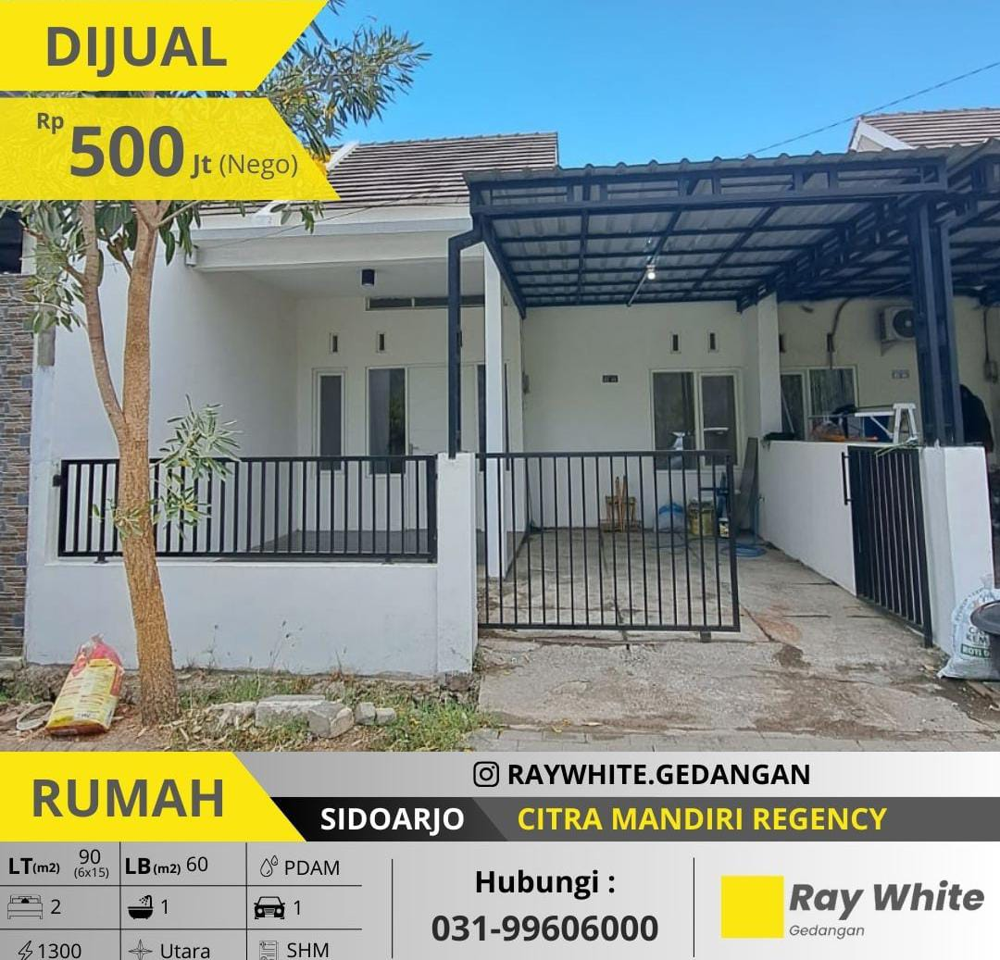 DIJUAL
Rp 500 Jt (Nego)
RAYWHITE.GEDANGAN
RUMAH
SIDOARJO CITRA MANDIRI REGENCY
LT(m2) 90 (6x15) LB(m2) 60 PDAM
2 1 1
1300 Utara SHM
Hubungi :
031-99606000
Ray White
Gedangan